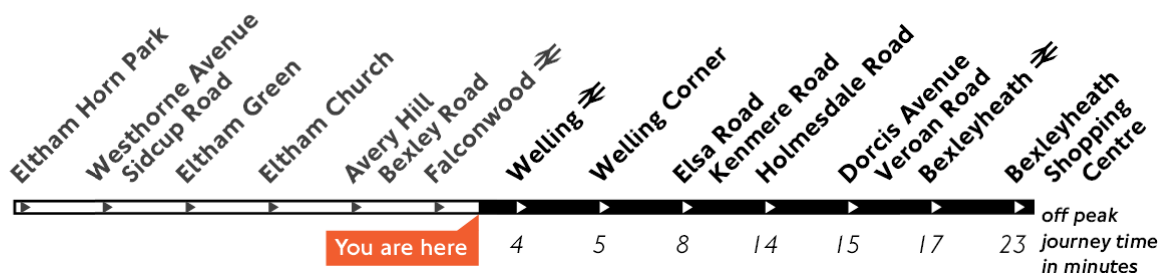 Eltham Horn Park
Westhorne Avenue
Sidcup Road
Eltham Green
Eltham Church
Avery Hill
Bexley Road
Falconwood
Welling
Welling Corner
Elsa Road
Kenmere Road
Holmesdale Road
Dorcis Avenue
Veroan Road
Bexleyheath
Bexleyheath
Shopping
Centre
You are here
4 5 8 14 15 17 23
off peak
journey time
in minutes